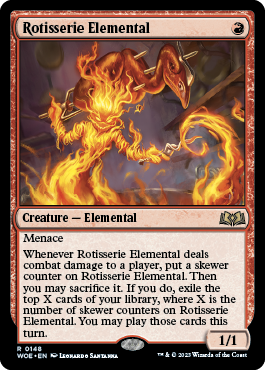 Rotisserie Elemental
Creature — Elemental
Menace
Whenever Rotisserie Elemental deals
combat damage to a player, put a skewer
counter on Rotisserie Elemental. Then
you may sacrifice it. If you do, exile the
top X cards of your library, where X is the
number of skewer counters on Rotisserie
Elemental. You may play those cards this
turn.
1/1
R 0148
WOE • EN Leonardo Santanna
™ & © 2023 Wizards of the Coast